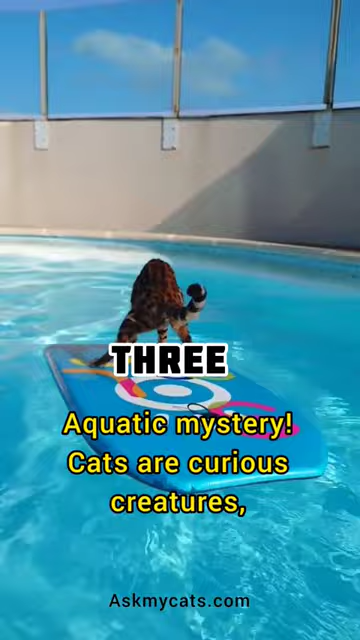 THREE
Aquatic mystery!
Cats are curious
creatures,
Askmycats.com